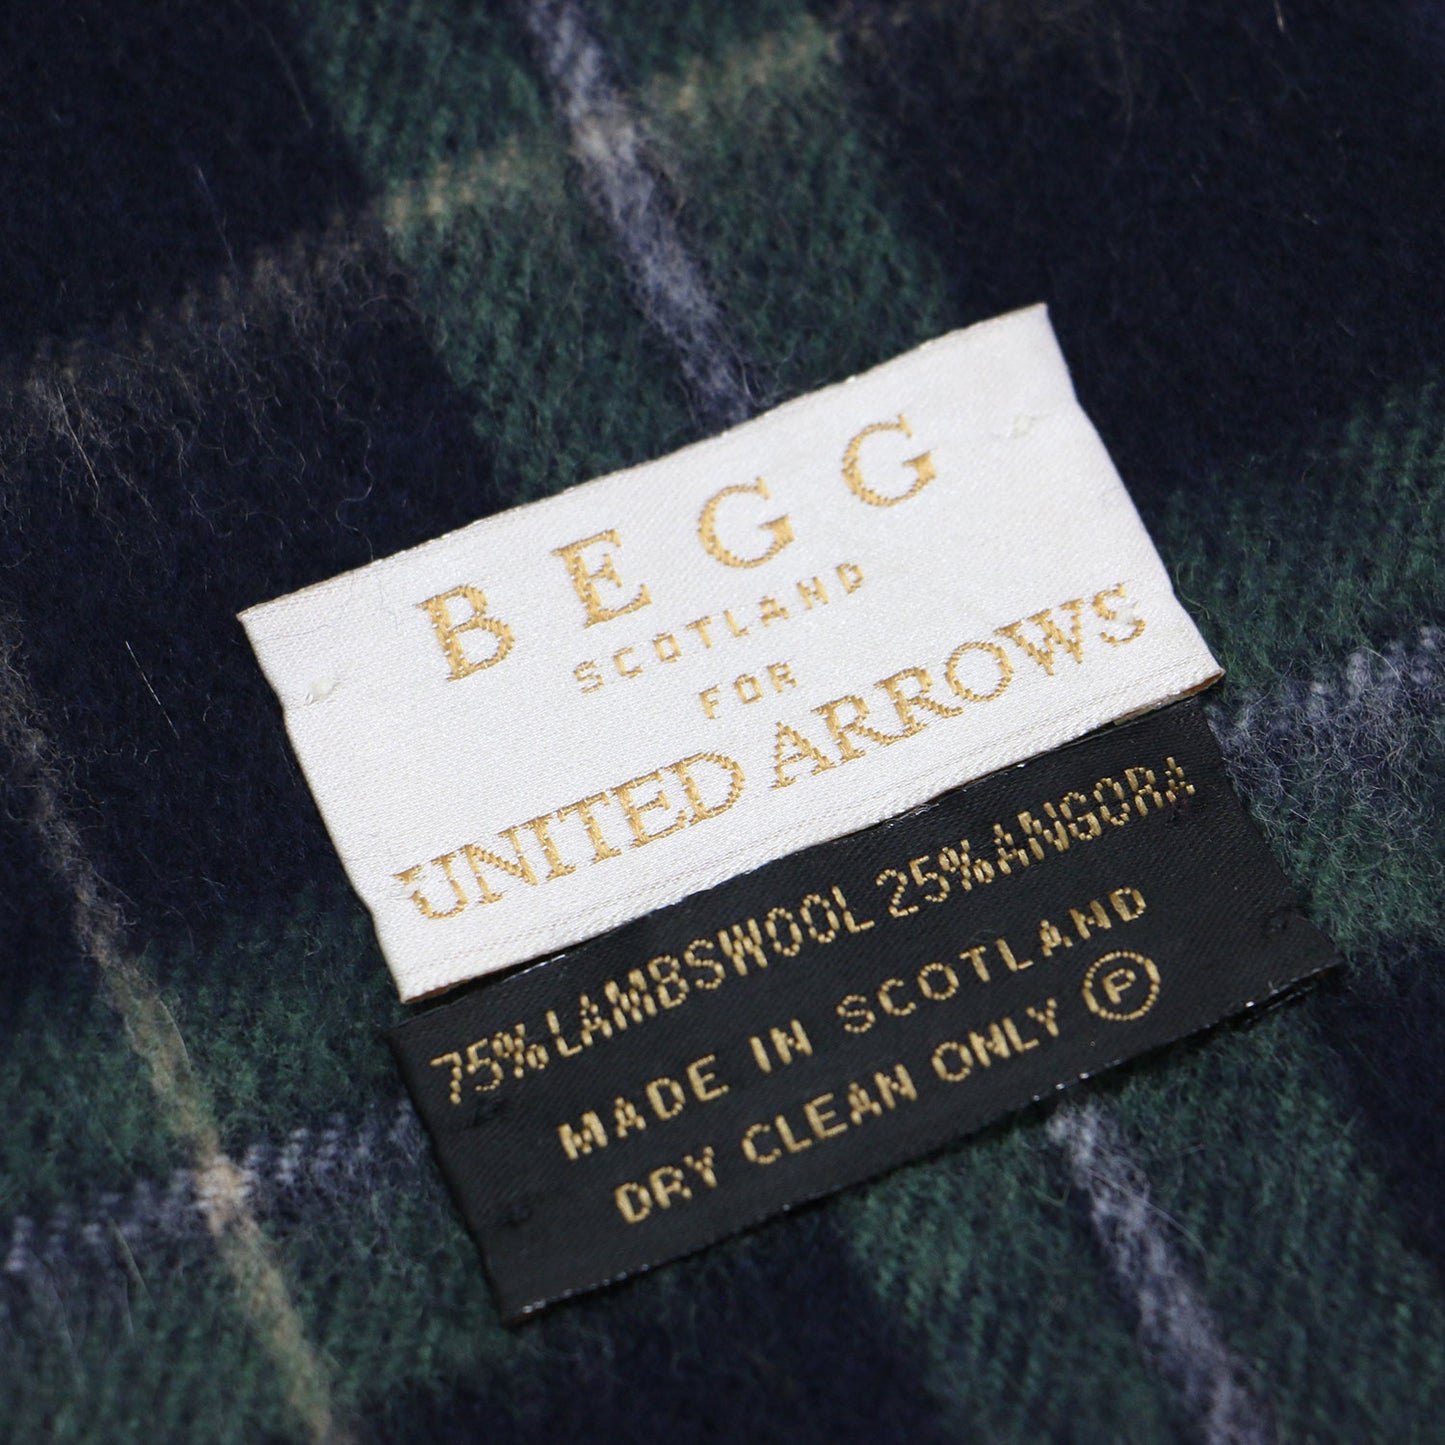 BEGG
SCOTLAND
FOR
UNITED ARROWS
75% LAMBSWOOL 25% ANGORA
MADE IN SCOTLAND
DRY CLEAN ONLY Ⓟ